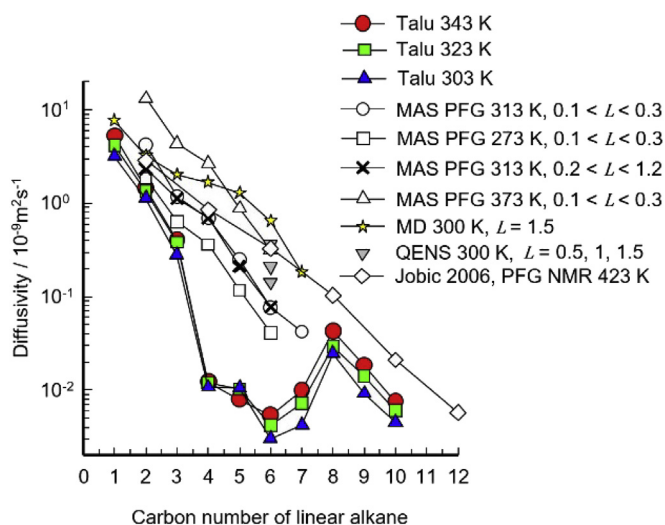 Talu 343 K
Talu 323 K
Talu 303 K
MAS PFG 313 K, 0.1 < L < 0.3
MAS PFG 273 K, 0.1 < L < 0.3
MAS PFG 313 K, 0.2 < L < 1.2
MAS PFG 373 K, 0.1 < L < 0.3
MD 300 K, L = 1.5
QENS 300 K, L = 0.5, 1, 1.5
Jobic 2006, PFG NMR 423 K
Diffusivity / 10⁻⁹m²s⁻¹
10¹
10⁰
10⁻¹
10⁻²
0 1 2 3 4 5 6 7 8 9 10 11 12
Carbon number of linear alkane